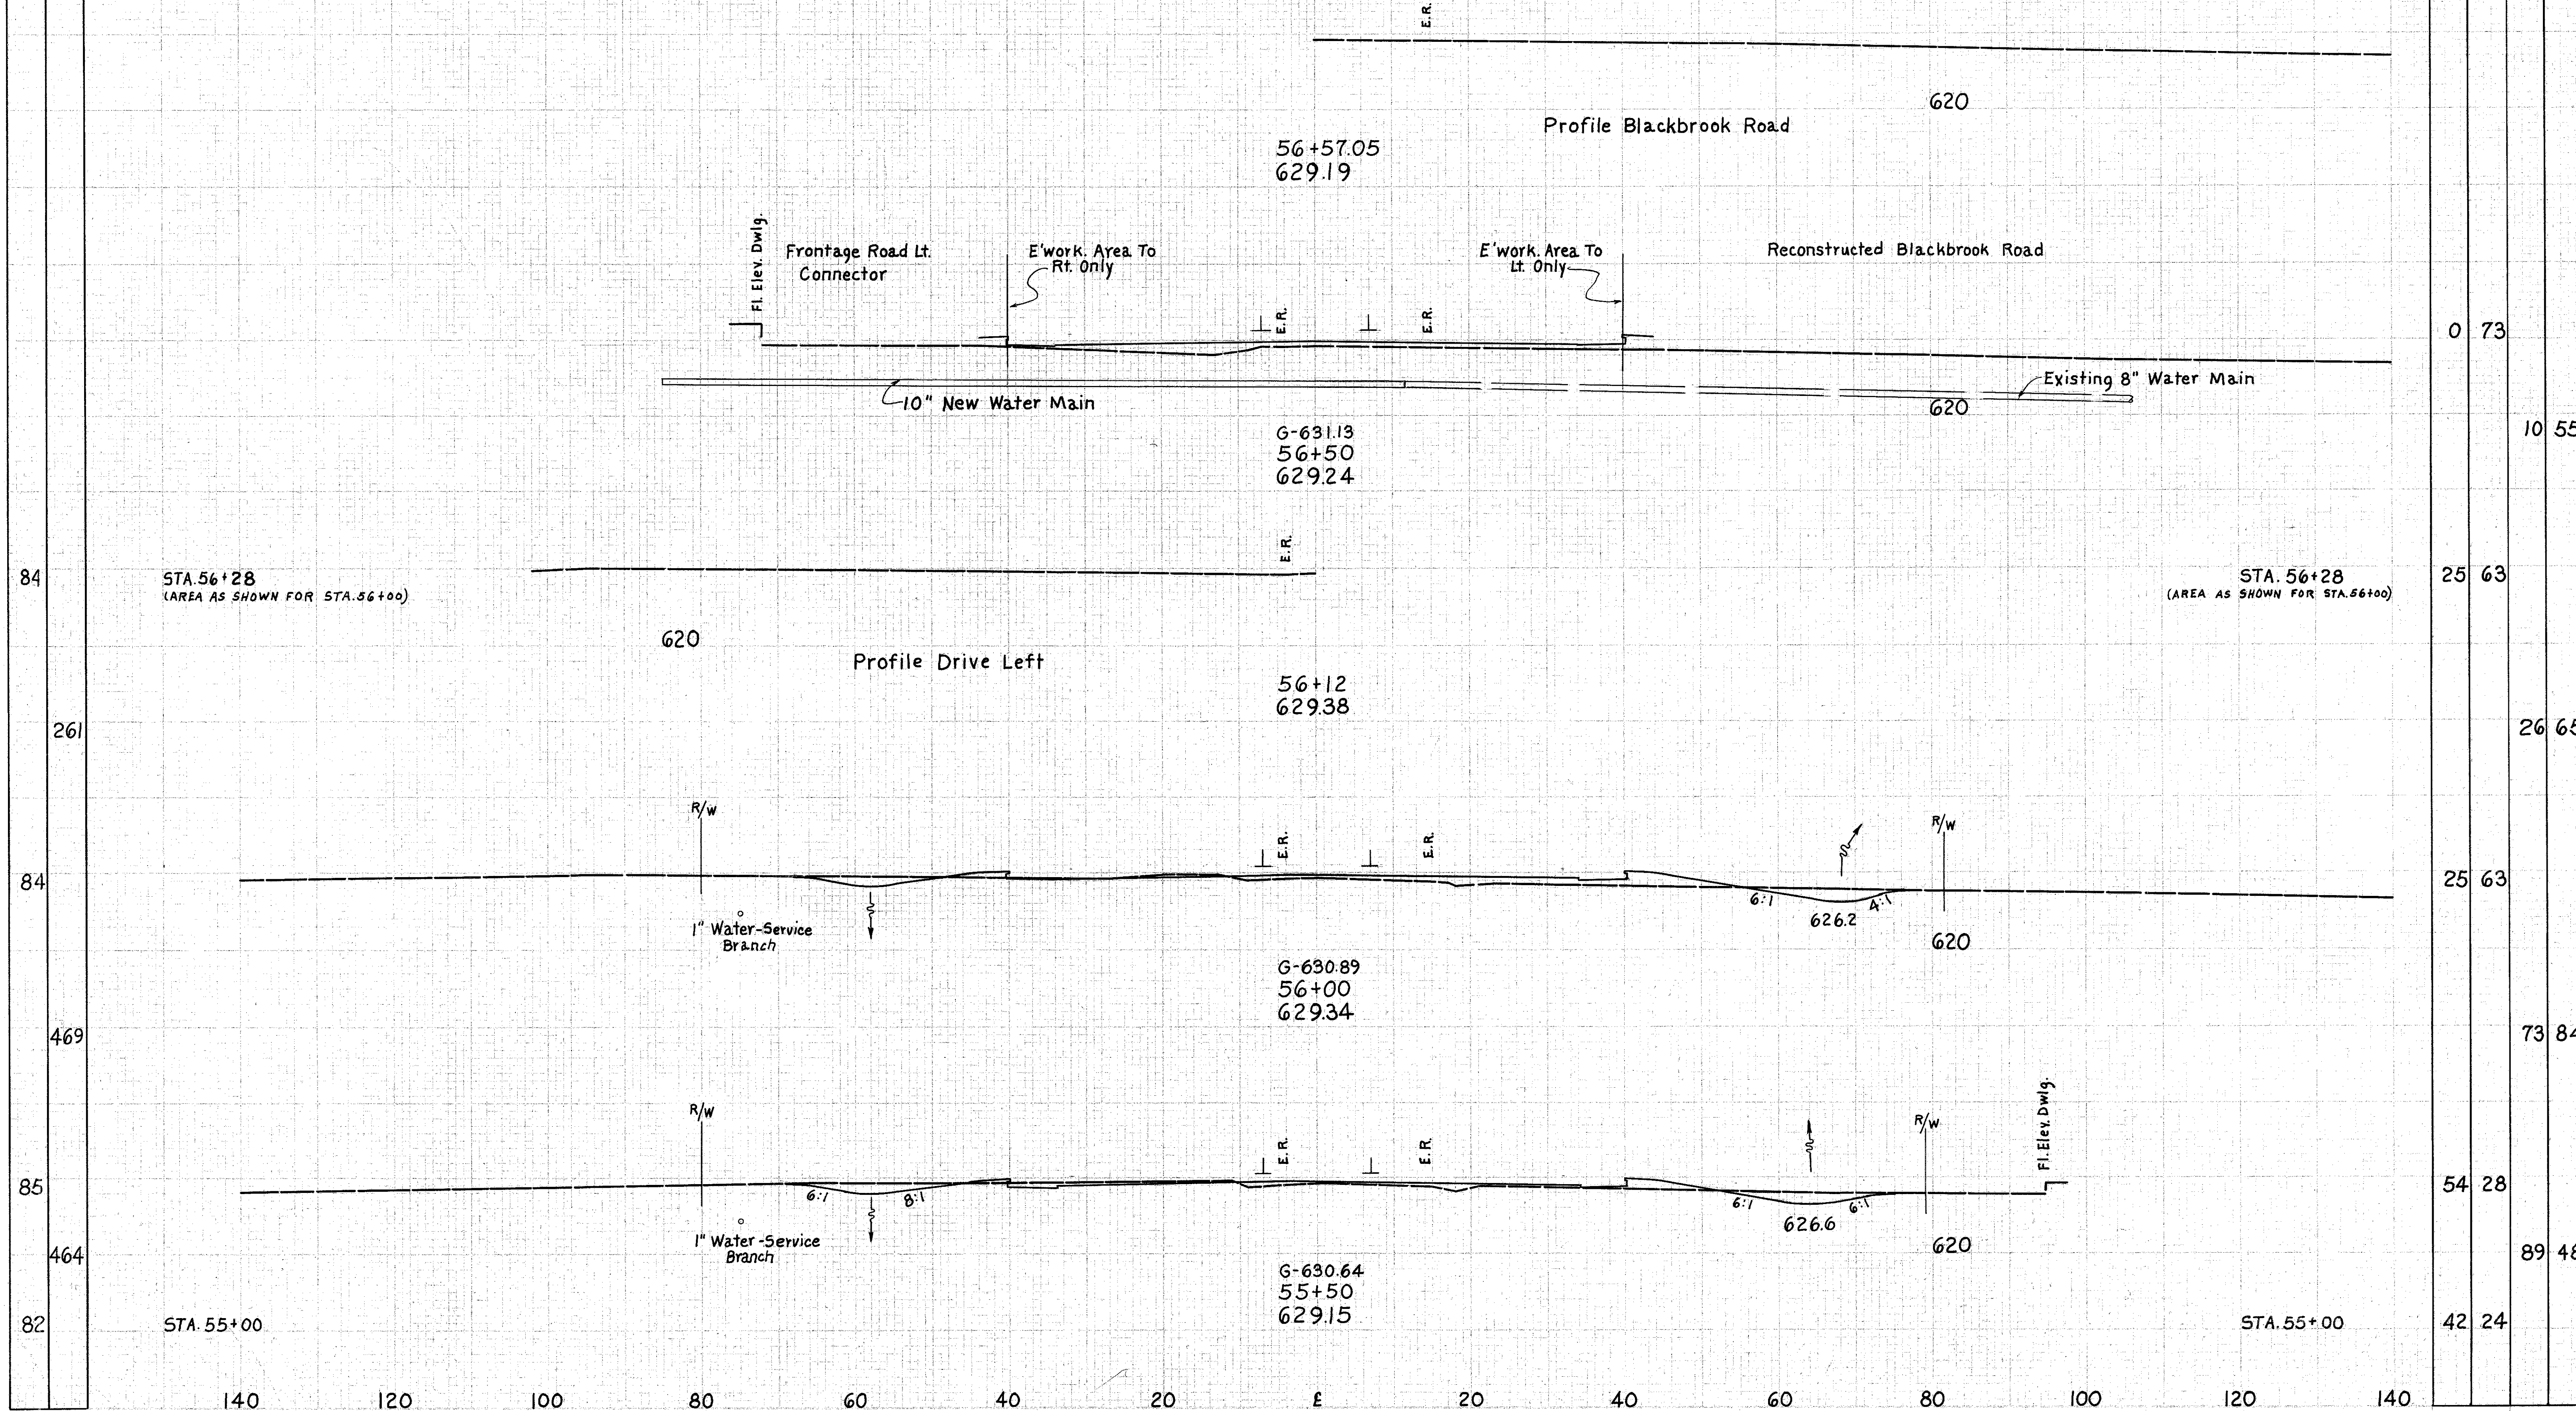 E.R.
620
Profile Blackbrook Road
56+57.05
629.19
Fl. Elev. Dwlg.
Frontage Road Lt.
Connector
E'work. Area To
Rt. Only
E'work. Area To
Lt. Only
Reconstructed Blackbrook Road
E.R.
E.R.
0 73
10" New Water Main
Existing 8" Water Main
620
G-631.13
56+50
629.24
10 55
E.R.
84
STA. 56+28
(AREA AS SHOWN FOR STA. 56+00)
STA. 56+28
(AREA AS SHOWN FOR STA. 56+00)
25 63
620
Profile Drive Left
56+12
629.38
261
26 65
R/W
E.R.
E.R.
R/W
84
25 63
6:1
4:1
626.2
1" Water-Service
Branch
620
G-630.89
56+00
629.34
469
73 84
R/W
E.R.
E.R.
R/W
Fl. Elev. Dwlg.
85
54 28
6:1
8:1
6:1
6:1
626.6
1" Water-Service
Branch
620
464
89 48
G-630.64
55+50
629.15
82
STA. 55+00
STA. 55+00
42 24
140 120 100 80 60 40 20 £ 20 40 60 80 100 120 140